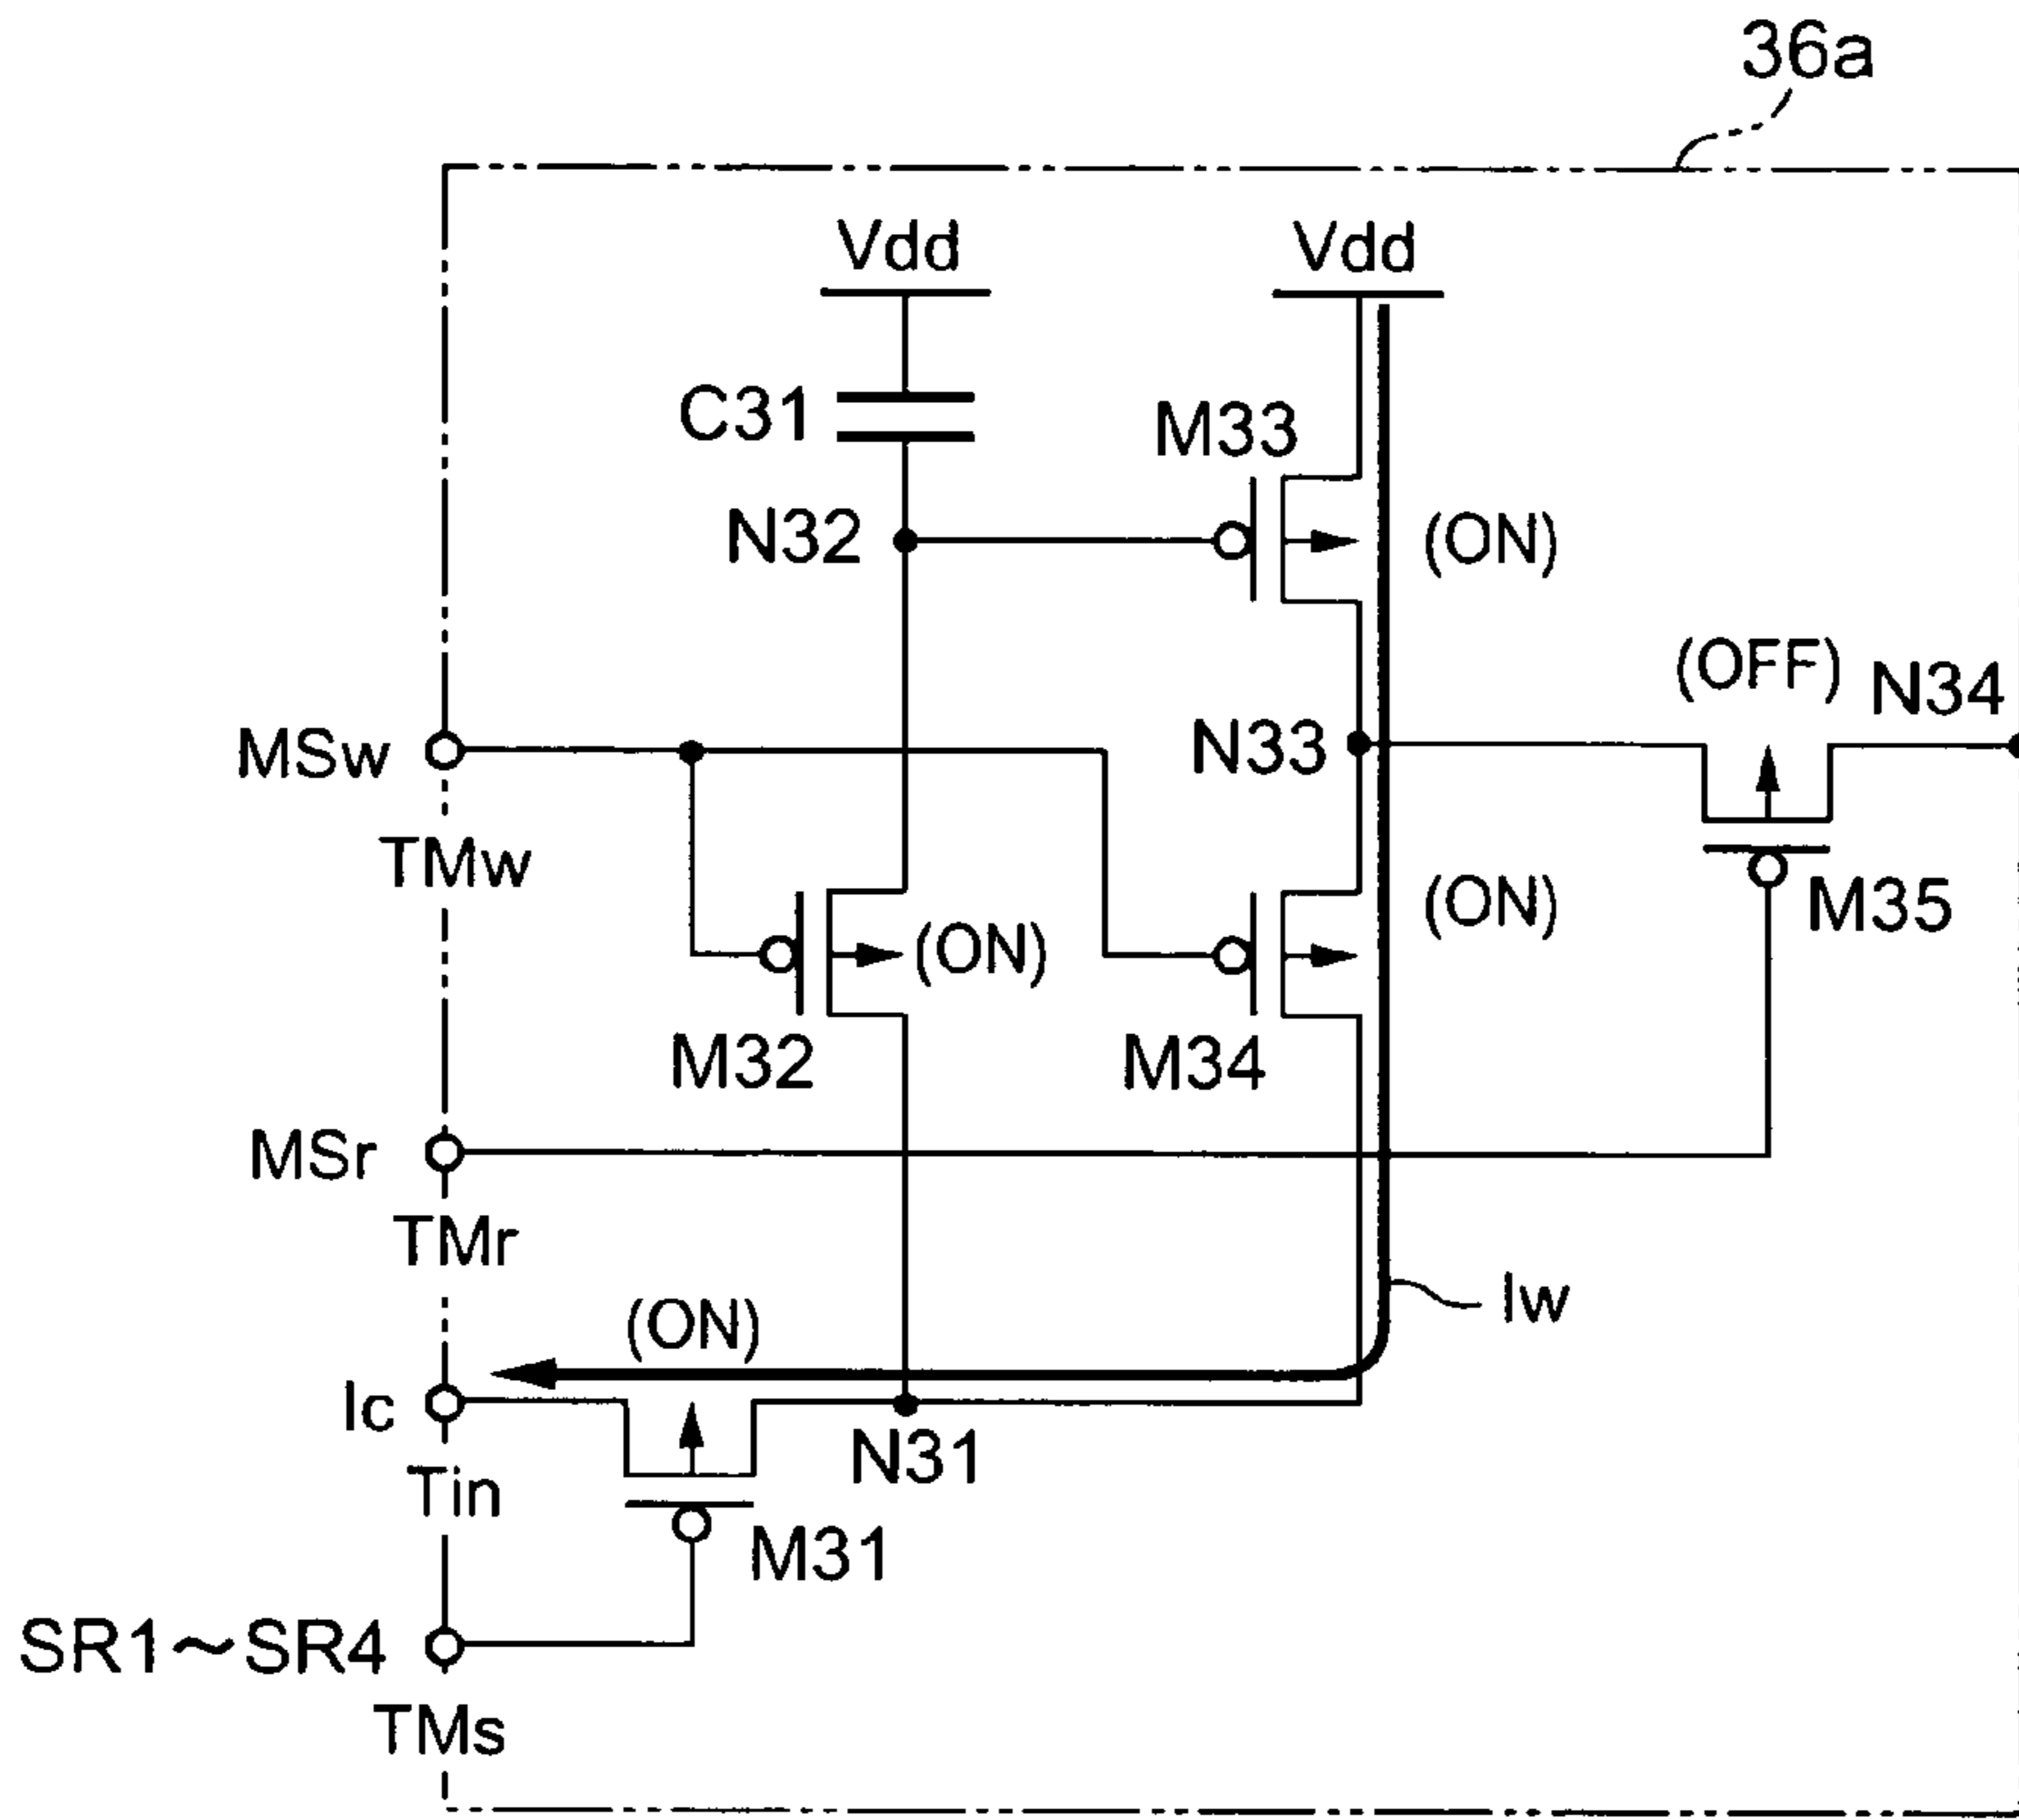 36a
Vdd
Vdd
C31
M33
N32
(ON)
(OFF)
N34
MSw
N33
TMw
(ON)
M35
(ON)
M32
M34
MSr
TMr
Iw
(ON)
Ic
N31
Tin
M31
SR1～SR4
TMs